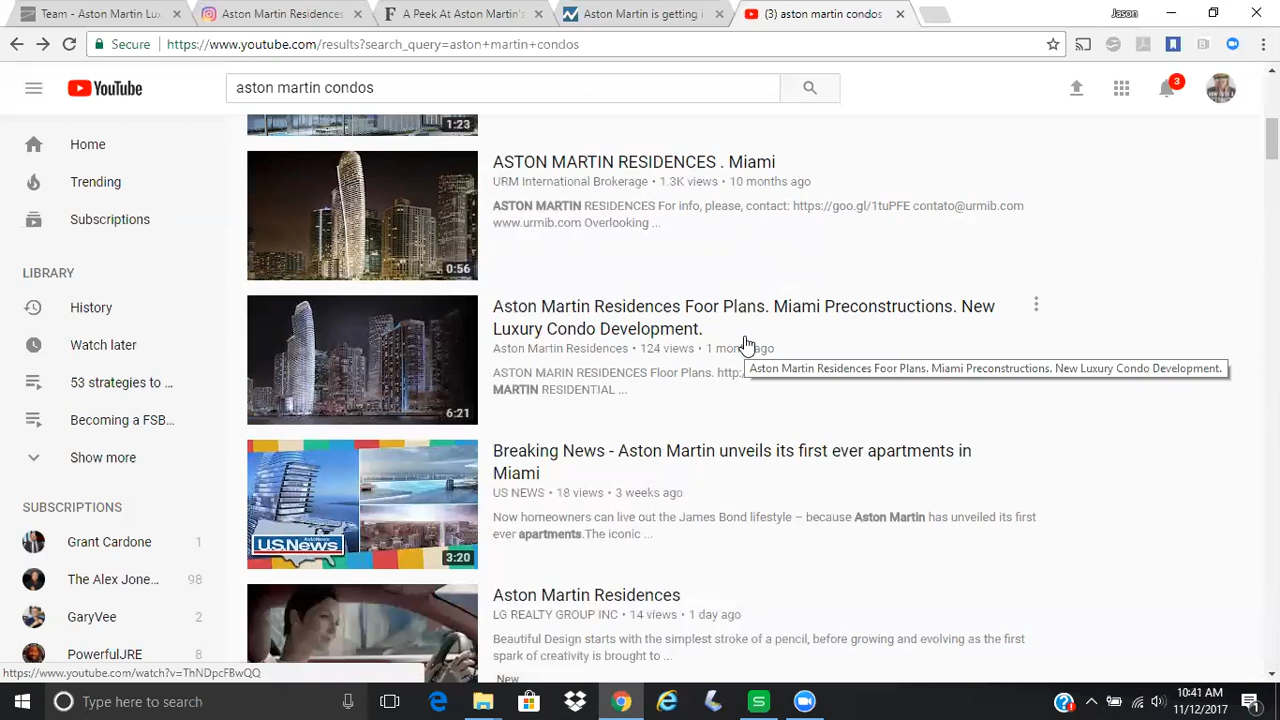 Team - Aston Martin Lux
Aston Martin Residences
A Peek At Aston Martin's
Aston Martin is getting i
(3) aston martin condos
Jason
Secure
https://www.youtube.com/results?search_query=aston+martin+condos
YouTube
aston martin condos
3
Home
Trending
Subscriptions
LIBRARY
History
Watch later
53 strategies to ...
Becoming a FSB...
Show more
SUBSCRIPTIONS
Grant Cardone 1
The Alex Jone... 98
GaryVee 2
PowerfulJRE 8
1:23
ASTON MARTIN RESIDENCES . Miami
URM International Brokerage • 1.3K views • 10 months ago
ASTON MARTIN RESIDENCES For info, please, contact: https://goo.gl/1tuPFE contato@urmib.com
www.urmib.com Overlooking ...
0:56
Aston Martin Residences Foor Plans. Miami Preconstructions. New
Luxury Condo Development.
Aston Martin Residences • 124 views • 1 month ago
Aston Martin Residences Foor Plans. Miami Preconstructions. New Luxury Condo Development.
ASTON MARIN RESIDENCES Floor Plans. http:
MARTIN RESIDENTIAL ...
6:21
Breaking News - Aston Martin unveils its first ever apartments in
Miami
US NEWS • 18 views • 3 weeks ago
Now homeowners can live out the James Bond lifestyle – because Aston Martin has unveiled its first
ever apartments.The iconic ...
US News
3:20
Aston Martin Residences
LG REALTY GROUP INC • 14 views • 1 day ago
Beautiful Design starts with the simplest stroke of a pencil, before growing and evolving as the first
spark of creativity is brought to ...
New
https://www.youtube.com/watch?v=ThNDpcFBwQQ
Type here to search
10:41 AM
11/12/2017
1